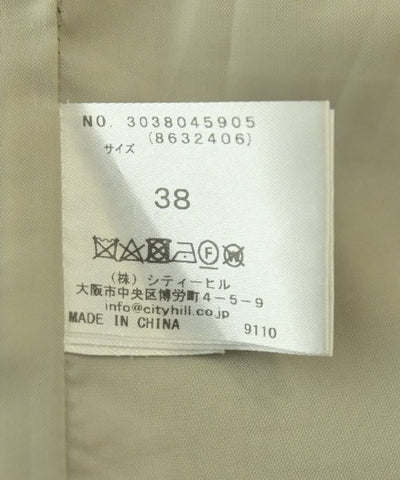 NO. 3038045905
(8632406)
サイズ
38
F W
(株) シティーヒル
大阪市中央区博労町4-5-9
info@cityhill.co.jp
MADE IN CHINA 9110